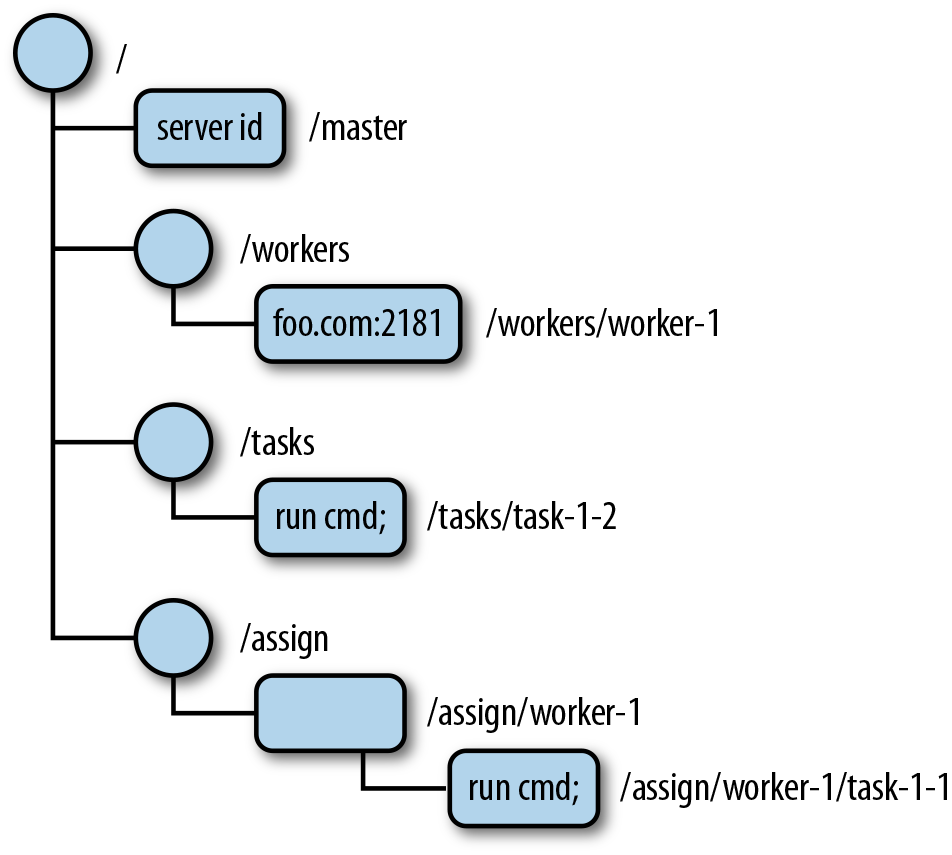 /
server id /master
/workers
foo.com:2181 /workers/worker-1
/tasks
run cmd; /tasks/task-1-2
/assign
/assign/worker-1
run cmd; /assign/worker-1/task-1-1